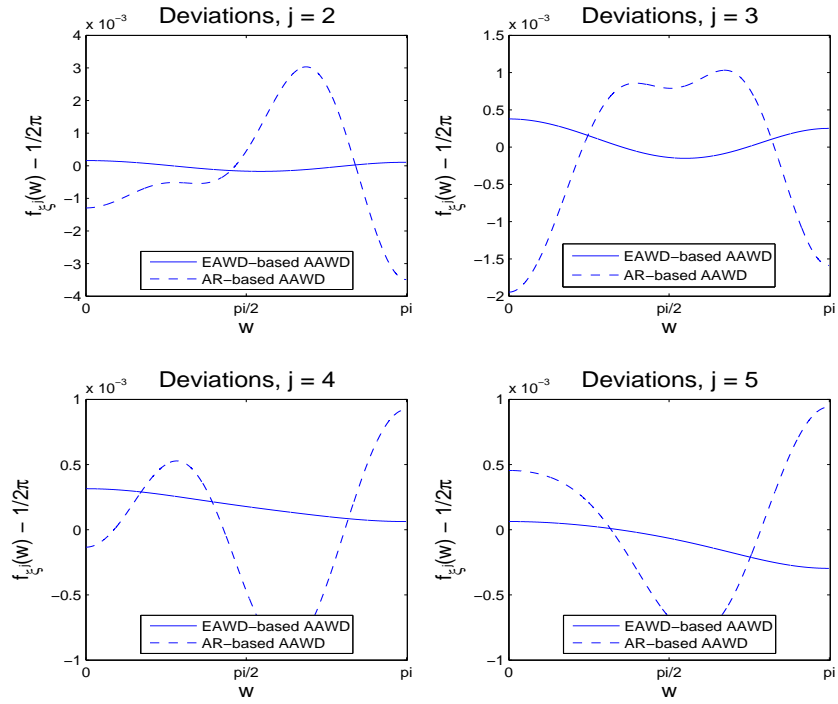 Deviations, j = 2
x 10⁻³
4
3
2
1
0
−1
−2
−3
−4
f_ξʲ(w) − 1/2π
0
pi/2
pi
w
EAWD−based AAWD
AR−based AAWD
Deviations, j = 3
x 10⁻³
1.5
1
0.5
0
−0.5
−1
−1.5
−2
f_ξʲ(w) − 1/2π
0
pi/2
pi
w
EAWD−based AAWD
AR−based AAWD
Deviations, j = 4
x 10⁻³
1
0.5
0
−0.5
−1
f_ξʲ(w) − 1/2π
0
pi/2
pi
w
EAWD−based AAWD
AR−based AAWD
Deviations, j = 5
x 10⁻³
1
0.5
0
−0.5
−1
f_ξʲ(w) − 1/2π
0
pi/2
pi
w
EAWD−based AAWD
AR−based AAWD